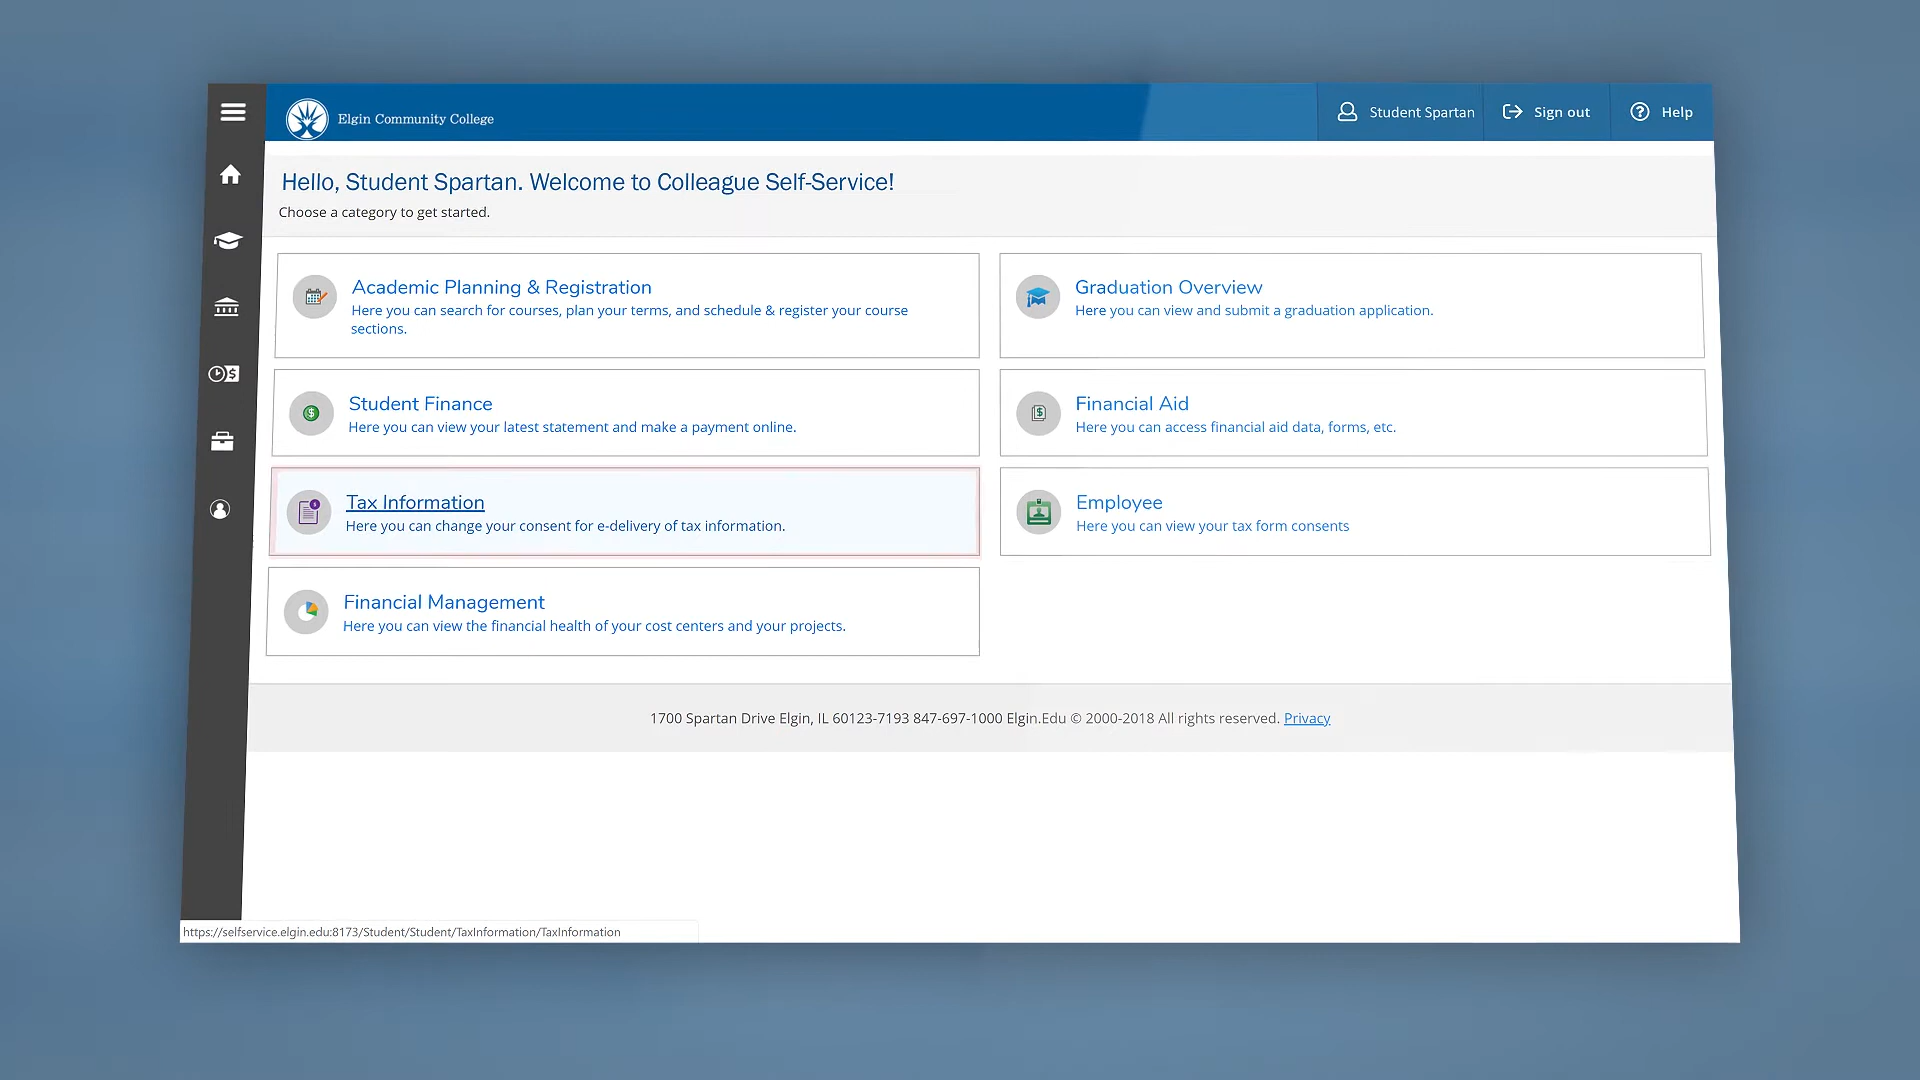 Elgin Community College
Student Spartan
Sign out
Help
Hello, Student Spartan. Welcome to Colleague Self-Service!
Choose a category to get started.
Academic Planning & Registration
Here you can search for courses, plan your terms, and schedule & register your course
sections.
Graduation Overview
Here you can view and submit a graduation application.
Student Finance
Here you can view your latest statement and make a payment online.
Financial Aid
Here you can access financial aid data, forms, etc.
Tax Information
Here you can change your consent for e-delivery of tax information.
Employee
Here you can view your tax form consents
Financial Management
Here you can view the financial health of your cost centers and your projects.
1700 Spartan Drive Elgin, IL 60123-7193 847-697-1000 Elgin.Edu © 2000-2018 All rights reserved. Privacy
https://selfservice.elgin.edu:8173/Student/Student/TaxInformation/TaxInformation